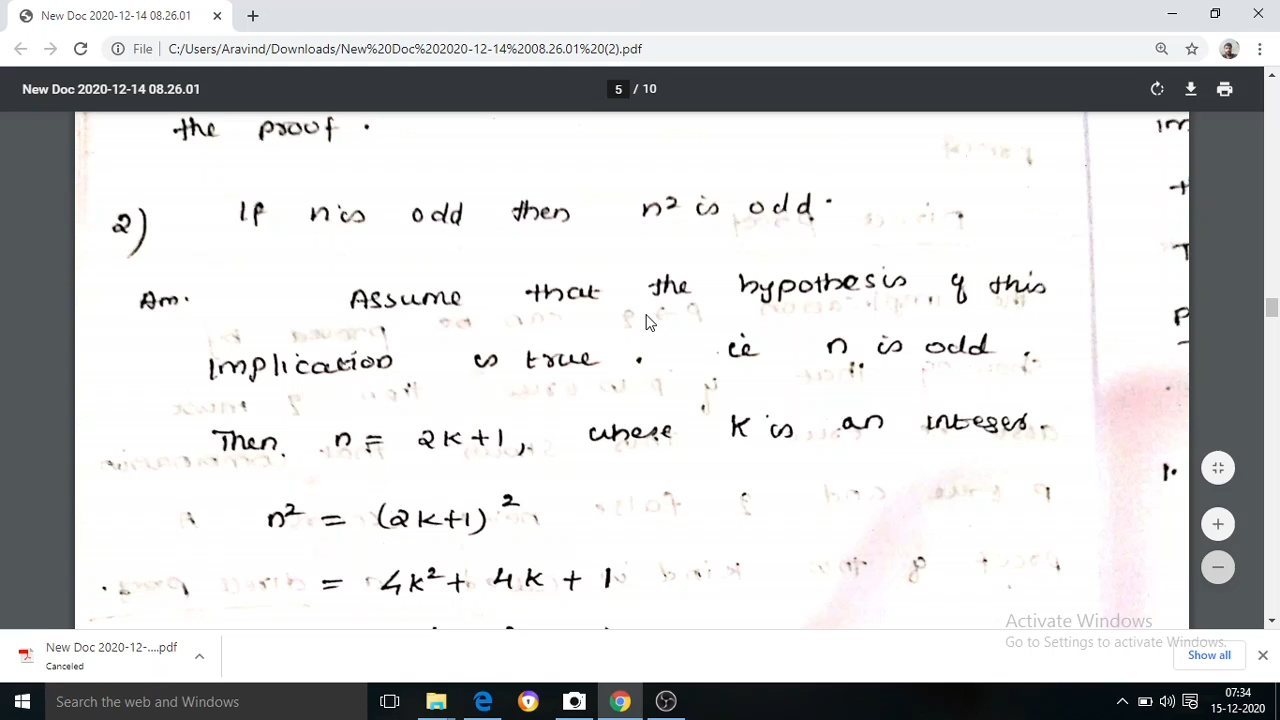 New Doc 2020-12-14 08.26.01
File C:/Users/Aravind/Downloads/New%20Doc%202020-12-14%2008.26.01%20(2).pdf
New Doc 2020-12-14 08.26.01
5 / 10
the proof.
2) If n is odd then n² is odd.
Ans. Assume that the hypothesis of this
implication is true. ie n is odd.
Then n = 2k+1, where k is an integer.
n² = (2k+1)²
= 4k² + 4k + 1
1.
Activate Windows
Go to Settings to activate Windows.
New Doc 2020-12-....pdf
Canceled
Show all
Search the web and Windows
07:34
15-12-2020